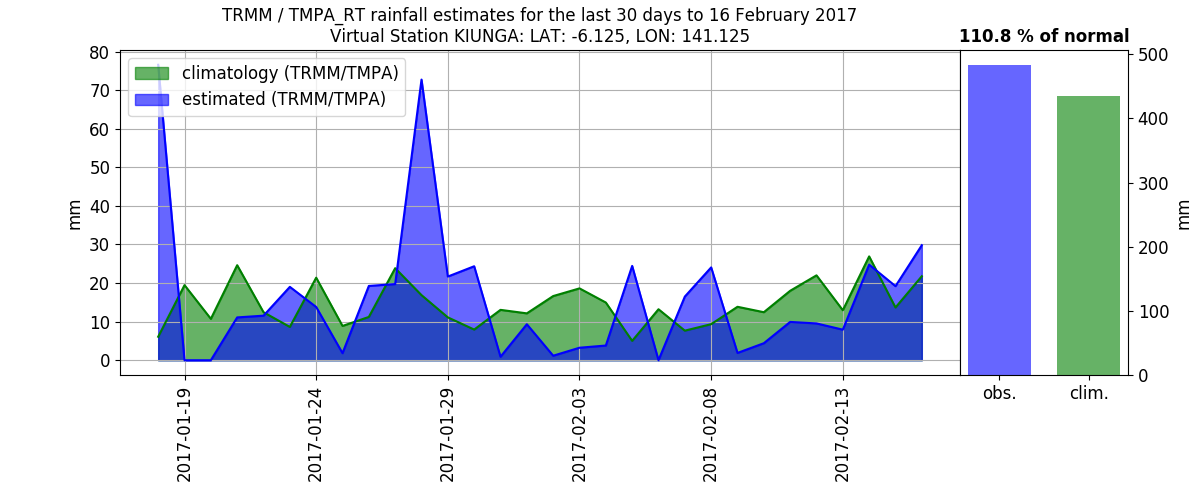 TRMM / TMPA_RT rainfall estimates for the last 30 days to 16 February 2017
Virtual Station KIUNGA: LAT: -6.125, LON: 141.125
110.8 % of normal
climatology (TRMM/TMPA)
estimated (TRMM/TMPA)
80
70
60
50
40
30
20
10
0
mm
2017-01-19
2017-01-24
2017-01-29
2017-02-03
2017-02-08
2017-02-13
500
400
300
200
100
0
mm
obs.
clim.